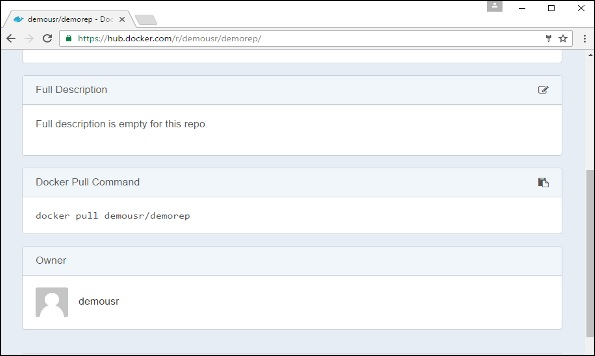 demousr/demorep - Doc
https://hub.docker.com/r/demousr/demorep/
Full Description
Full description is empty for this repo
Docker Pull Command
docker pull demousr/demorep
Owner
demousr